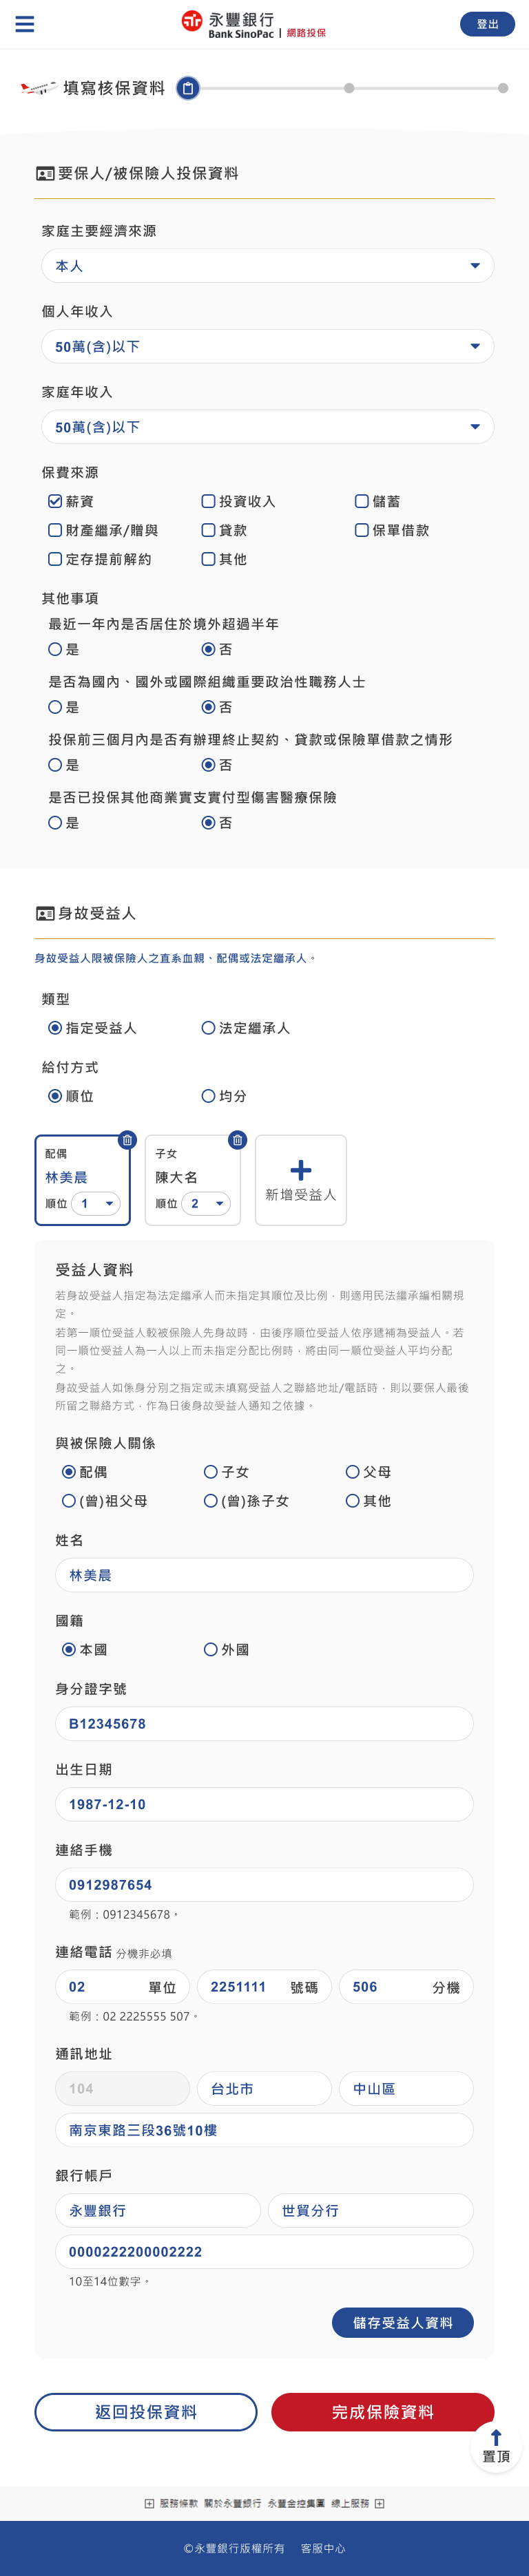 永豐銀行
Bank SinoPac | 網路投保
登出
填寫核保資料
要保人/被保險人投保資料
家庭主要經濟來源
本人
個人年收入
50萬(含)以下
家庭年收入
50萬(含)以下
保費來源
薪資 投資收入 儲蓄
財產繼承/贈與 貸款 保單借款
定存提前解約 其他
其他事項
最近一年內是否居住於境外超過半年
是 否
是否為國內、國外或國際組織重要政治性職務人士
是 否
投保前三個月內是否有辦理終止契約、貸款或保險單借款之情形
是 否
是否已投保其他商業實支實付型傷害醫療保險
是 否
身故受益人
身故受益人限被保險人之直系血親、配偶或法定繼承人。
類型
指定受益人 法定繼承人
給付方式
順位 均分
配偶
林美晨
順位 1
子女
陳大名
順位 2
新增受益人
受益人資料
若身故受益人指定為法定繼承人而未指定其順位及比例，則適用民法繼承編相關規
定。
若第一順位受益人較被保險人先身故時，由後序順位受益人依序遞補為受益人。若
同一順位受益人為一人以上而未指定分配比例時，將由同一順位受益人平均分配
之。
身故受益人如係身分別之指定或未填寫受益人之聯絡地址/電話時，則以要保人最後
所留之聯絡方式，作為日後身故受益人通知之依據。
與被保險人關係
配偶 子女 父母
(曾)祖父母 (曾)孫子女 其他
姓名
林美晨
國籍
本國 外國
身分證字號
B12345678
出生日期
1987-12-10
連絡手機
0912987654
範例：0912345678。
連絡電話 分機非必填
02 單位 2251111 號碼 506 分機
範例：02 2225555 507。
通訊地址
104 台北市 中山區
南京東路三段36號10樓
銀行帳戶
永豐銀行 世貿分行
0000222200002222
10至14位數字。
儲存受益人資料
返回投保資料 完成保險資料
置頂
服務條款 關於永豐銀行 永豐金控集團 線上服務
©永豐銀行版權所有 客服中心